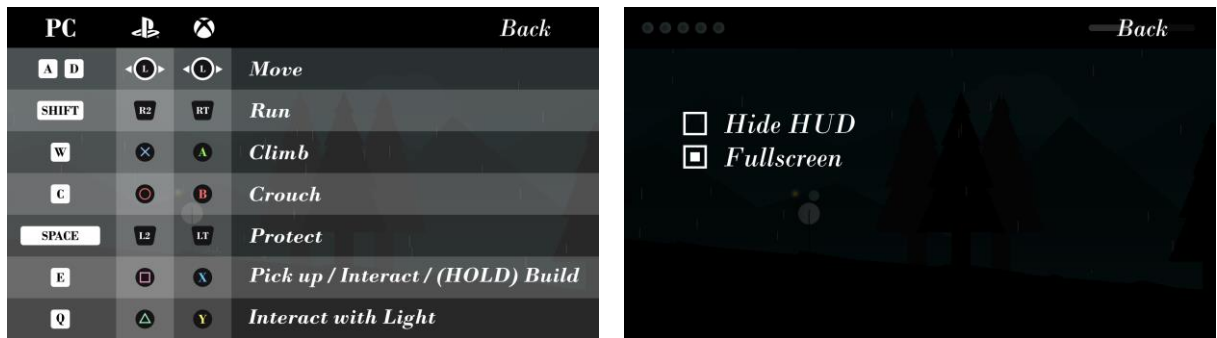 PC Back
A D L L Move
SHIFT R2 RT Run
W A Climb
C B Crouch
SPACE L2 LT Protect
E X Pick up / Interact / (HOLD) Build
Q Y Interact with Light
Back
Hide HUD
Fullscreen